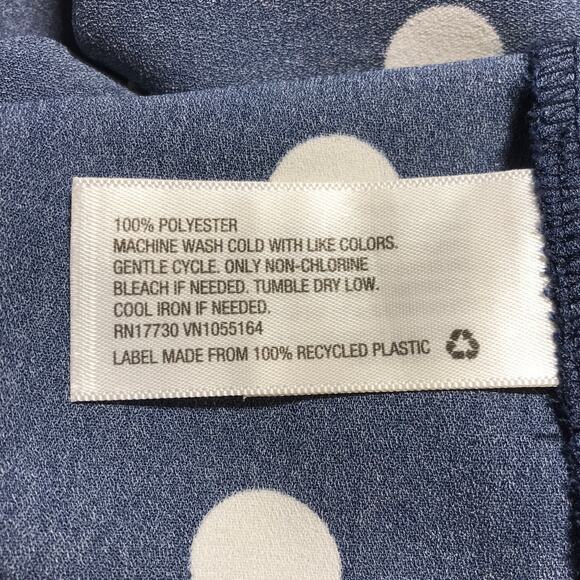 100% POLYESTER
MACHINE WASH COLD WITH LIKE COLORS.
GENTLE CYCLE. ONLY NON-CHLORINE
BLEACH IF NEEDED. TUMBLE DRY LOW.
COOL IRON IF NEEDED.
RN17730 VN1055164
LABEL MADE FROM 100% RECYCLED PLASTIC